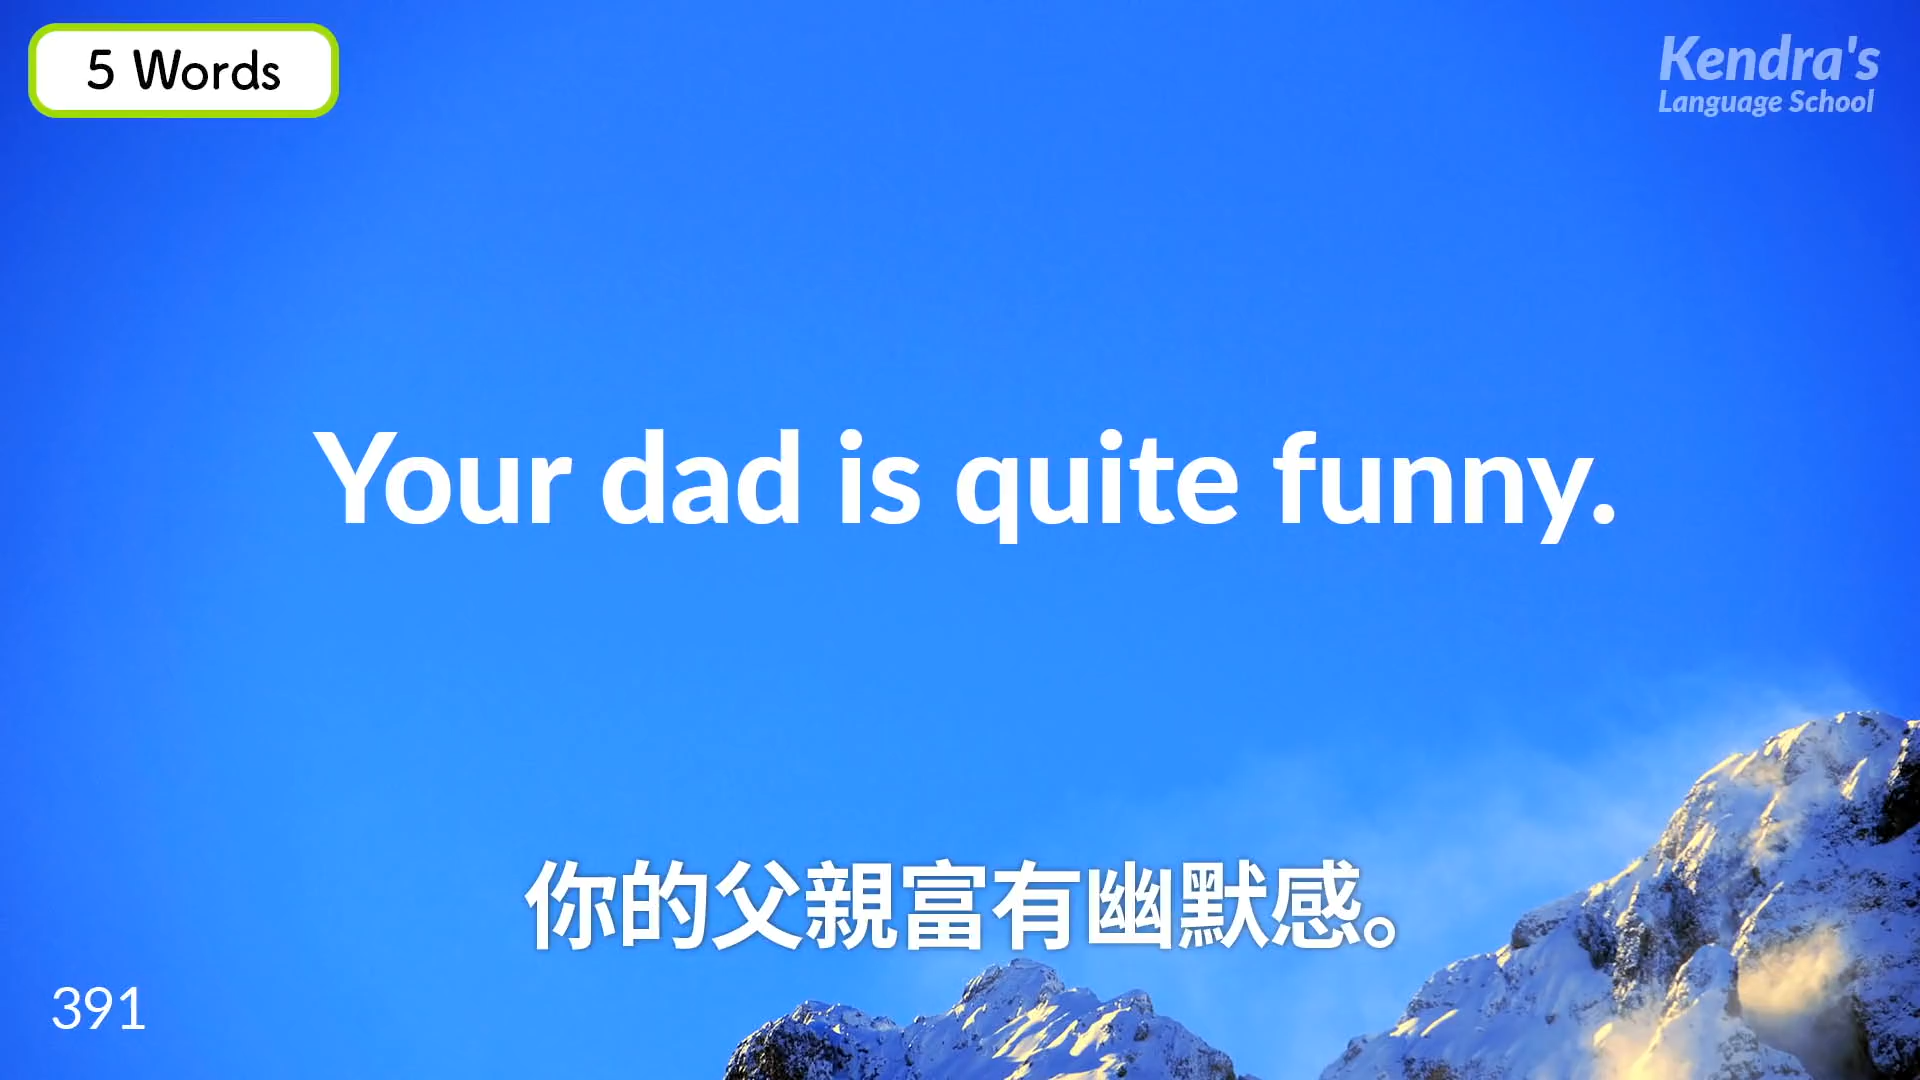 5 Words
Kendra's
Language School
Your dad is quite funny.
你的父親富有幽默感。
391